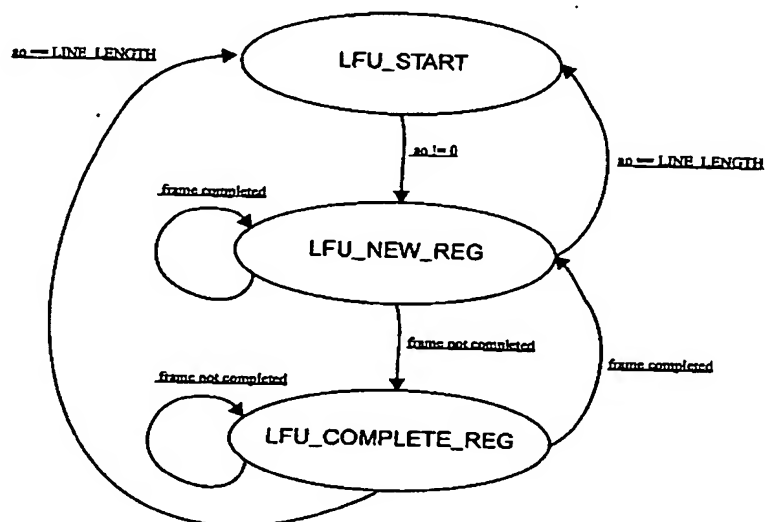 ao == LINE_LENGTH
LFU_START
ao != 0
ao == LINE_LENGTH
frame completed
LFU_NEW_REG
frame not completed
frame completed
frame not completed
LFU_COMPLETE_REG